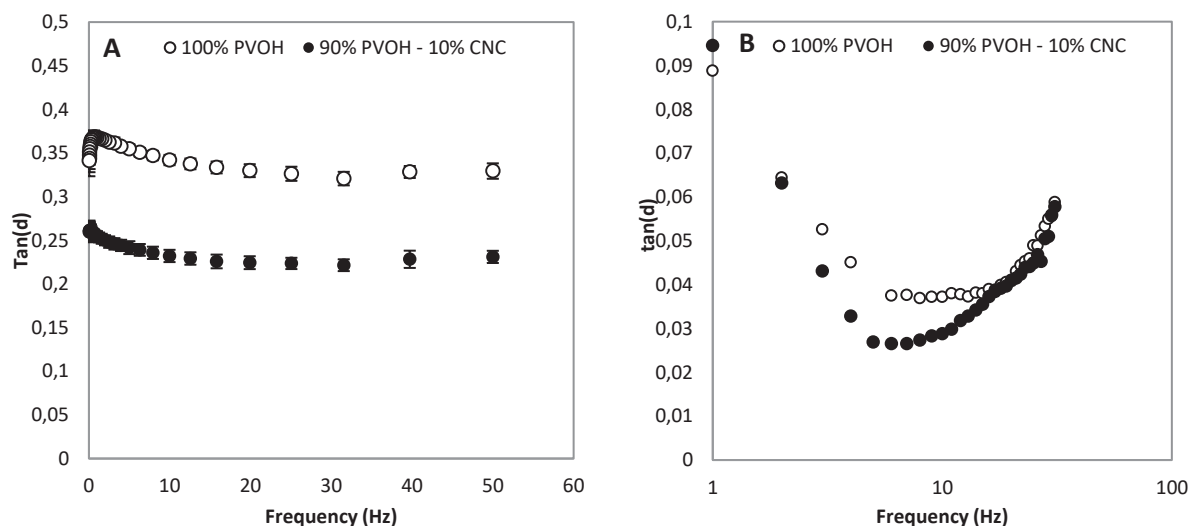 A
100% PVOH
90% PVOH - 10% CNC
Tan(d)
0,5
0,45
0,4
0,35
0,3
0,25
0,2
0,15
0,1
0,05
0
0 10 20 30 40 50 60
Frequency (Hz)
B
100% PVOH
90% PVOH - 10% CNC
tan(d)
0,1
0,09
0,08
0,07
0,06
0,05
0,04
0,03
0,02
0,01
0
1 10 100
Frequency (Hz)